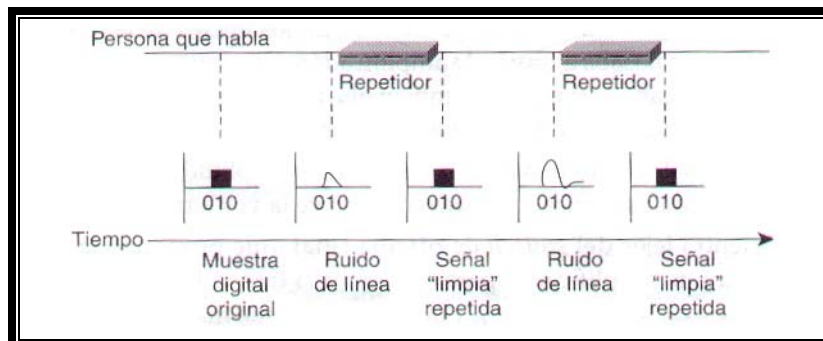 Persona que habla
Repetidor
Repetidor
010
010
010
010
010
Tiempo
Muestra
digital
original
Ruido
de línea
Señal
"limpia"
repetida
Ruido
de línea
Señal
"limpia"
repetida